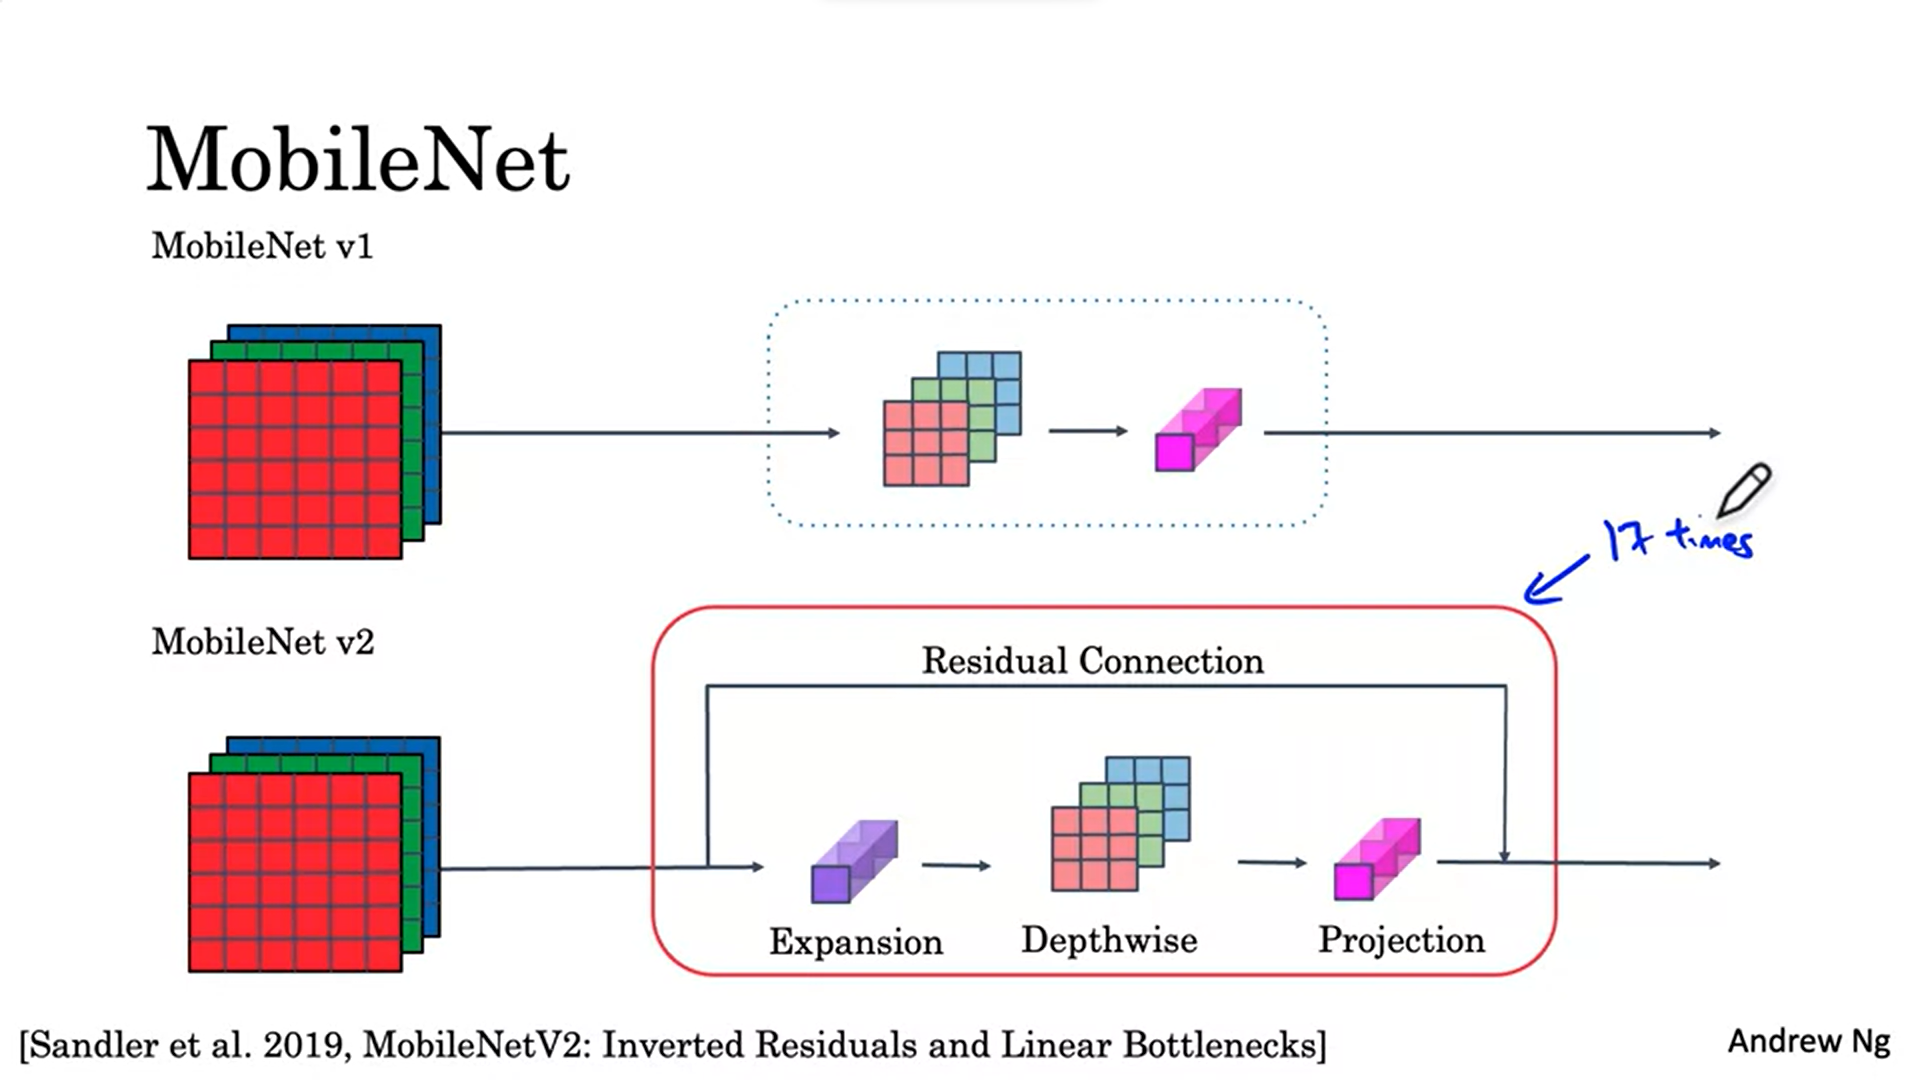 MobileNet
MobileNet v1
17 times
MobileNet v2
Residual Connection
Expansion
Depthwise
Projection
[Sandler et al. 2019, MobileNetV2: Inverted Residuals and Linear Bottlenecks]
Andrew Ng